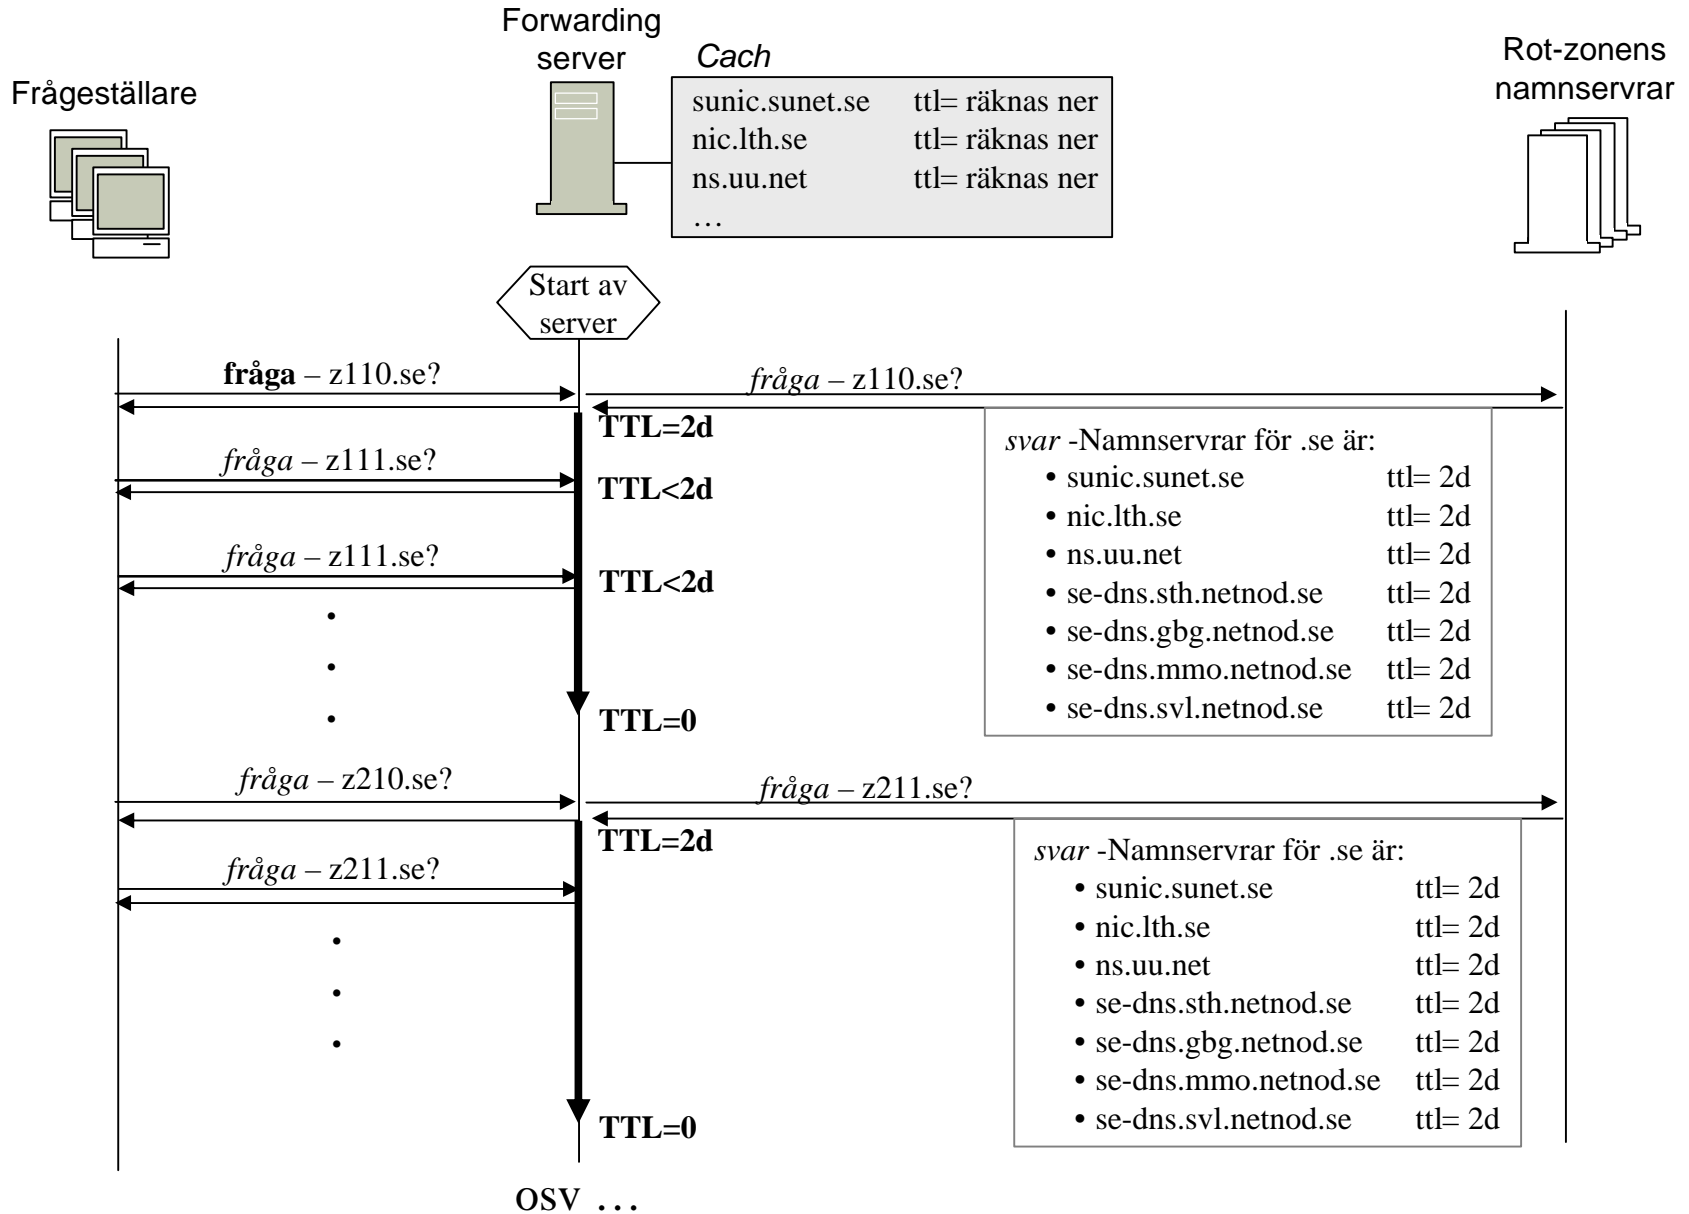 Forwarding
server
Cach
Rot-zonens
namnservrar
Frågeställare
sunic.sunet.se ttl= räknas ner
nic.lth.se ttl= räknas ner
ns.uu.net ttl= räknas ner
…
Start av
server
fråga – z110.se?
fråga – z110.se?
TTL=2d
svar -Namnservrar för .se är:
• sunic.sunet.se ttl= 2d
• nic.lth.se ttl= 2d
• ns.uu.net ttl= 2d
• se-dns.sth.netnod.se ttl= 2d
• se-dns.gbg.netnod.se ttl= 2d
• se-dns.mmo.netnod.se ttl= 2d
• se-dns.svl.netnod.se ttl= 2d
fråga – z111.se?
TTL<2d
fråga – z111.se?
TTL<2d
•
•
•
TTL=0
fråga – z210.se?
fråga – z211.se?
TTL=2d
svar -Namnservrar för .se är:
• sunic.sunet.se ttl= 2d
• nic.lth.se ttl= 2d
• ns.uu.net ttl= 2d
• se-dns.sth.netnod.se ttl= 2d
• se-dns.gbg.netnod.se ttl= 2d
• se-dns.mmo.netnod.se ttl= 2d
• se-dns.svl.netnod.se ttl= 2d
fråga – z211.se?
•
•
•
TTL=0
OSV …